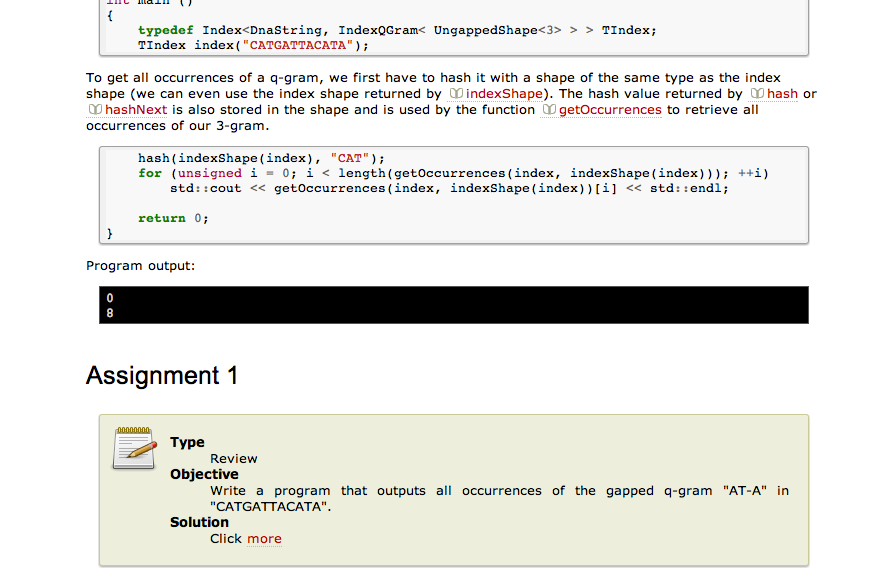 int main ()
{
    typedef Index<DnaString, IndexQGram< UngappedShape<3> > > TIndex;
    TIndex index("CATGATTACATA");
To get all occurrences of a q-gram, we first have to hash it with a shape of the same type as the index
shape (we can even use the index shape returned by indexShape). The hash value returned by hash or
hashNext is also stored in the shape and is used by the function getOccurrences to retrieve all
occurrences of our 3-gram.
    hash(indexShape(index), "CAT");
    for (unsigned i = 0; i < length(getOccurrences(index, indexShape(index))); ++i)
        std::cout << getOccurrences(index, indexShape(index))[i] << std::endl;
    return 0;
}
Program output:
0
8
Assignment 1
Type
Review
Objective
Write a program that outputs all occurrences of the gapped q-gram "AT-A" in
"CATGATTACATA".
Solution
Click more